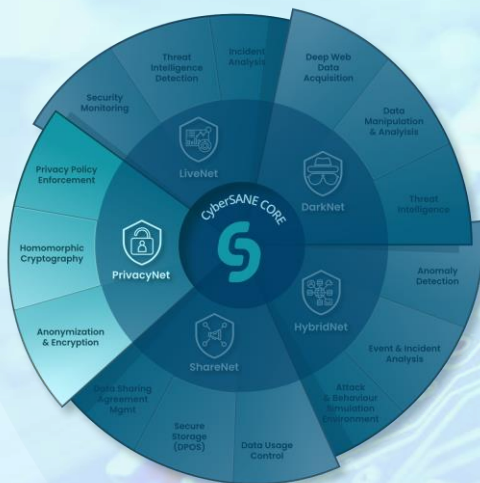 Threat
Intelligence
Detection
Incident
Analysis
Deep Web
Data
Acquisition
Security
Monitoring
Data
Manipulation
& Analyisis
LiveNet
DarkNet
Privacy Policy
Enforcement
Threat
Intelligence
CyberSANE CORE
Homomorphic
Cryptography
PrivacyNet
Anomaly
Detection
HybridNet
Anonymization
& Encryption
ShareNet
Event & Incident
Analysis
Data Sharing
Agreement
Mgmt
Attack
& Behaviour
Simulation
Environment
Secure
Storage
(DPOS)
Data Usage
Control